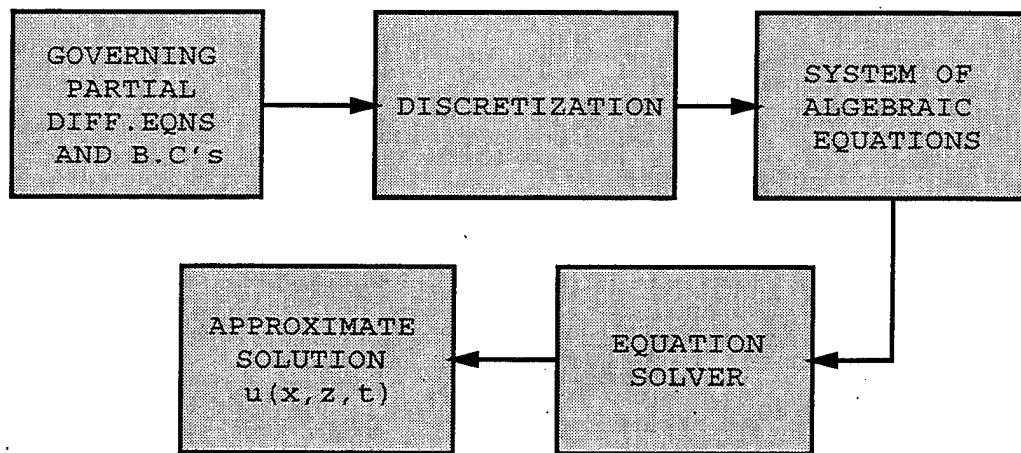 GOVERNING
PARTIAL
DIFF.EQNS
AND B.C's
DISCRETIZATION
SYSTEM OF
ALGEBRAIC
EQUATIONS
EQUATION
SOLVER
APPROXIMATE
SOLUTION
u(x,z,t)